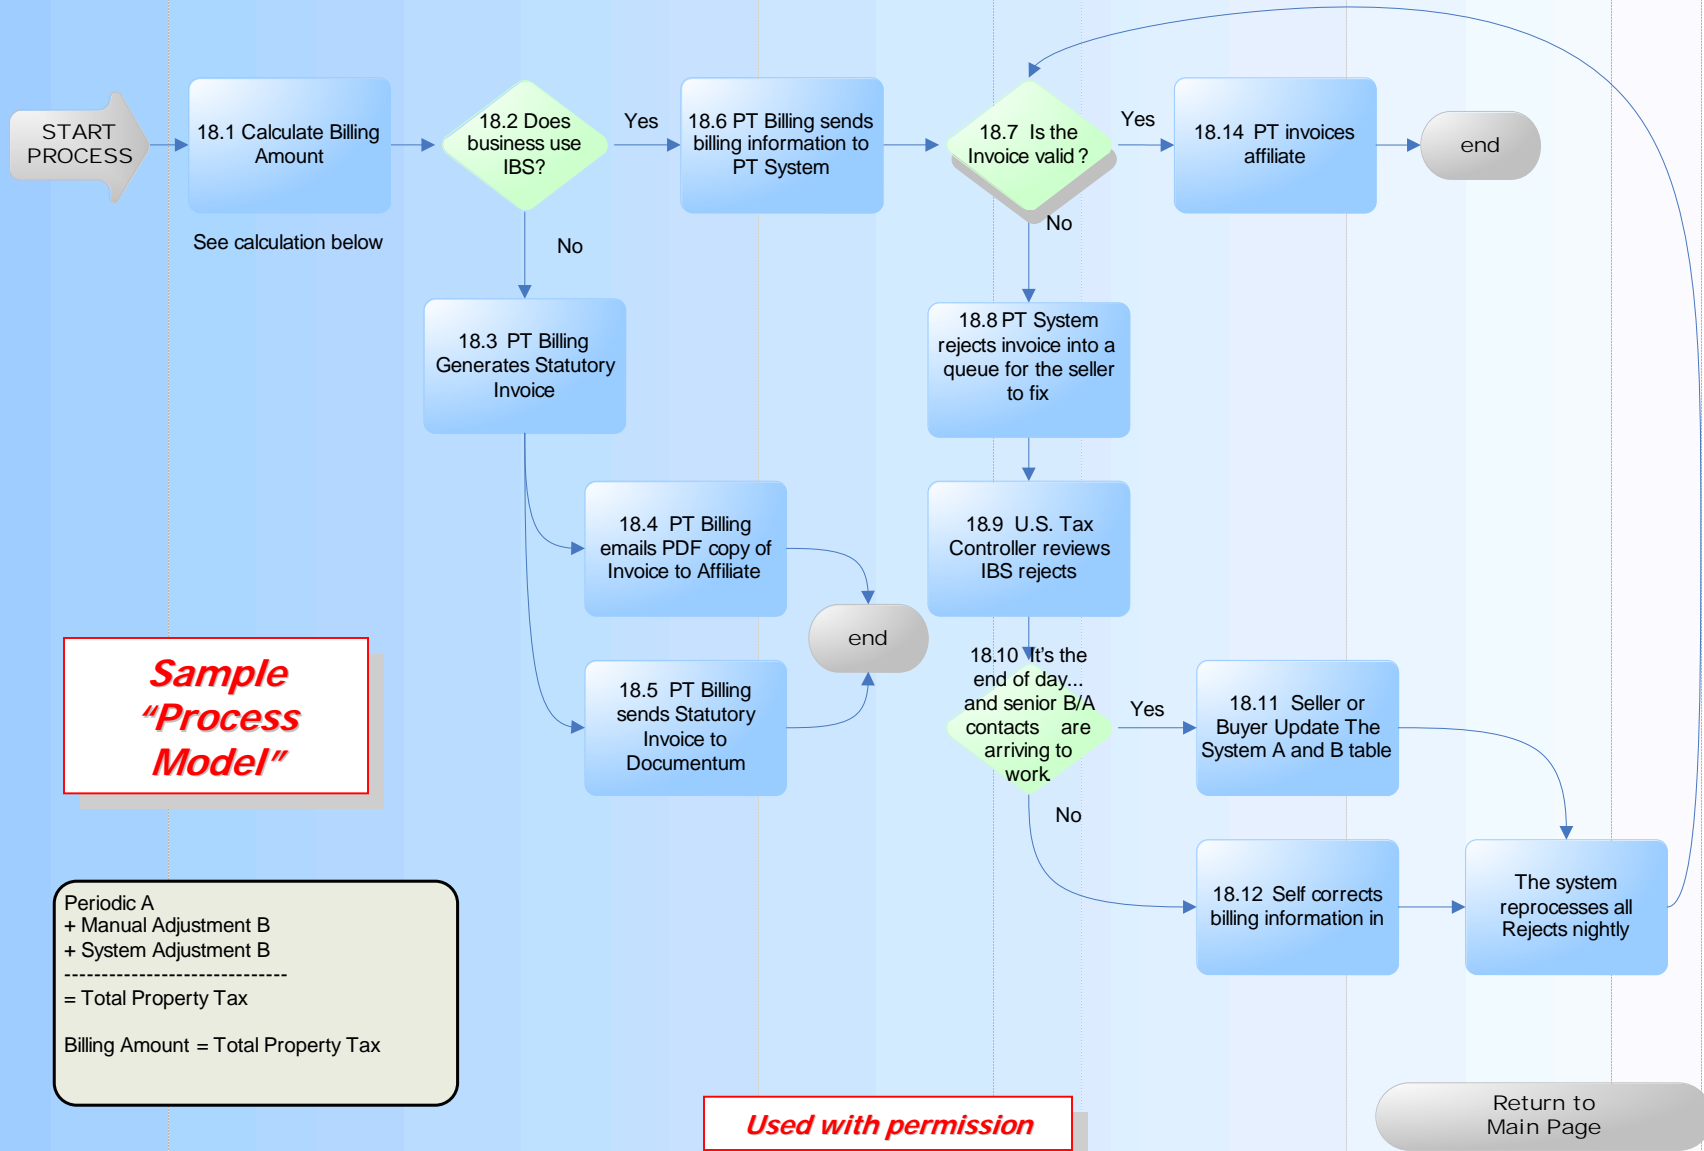 START
PROCESS
18.1 Calculate Billing
Amount
See calculation below
18.2 Does
business use
IBS?
Yes
No
18.6 PT Billing sends
billing information to
PT System
18.7 Is the
Invoice valid ?
Yes
No
18.14 PT invoices
affiliate
end
18.3 PT Billing
Generates Statutory
Invoice
18.8 PT System
rejects invoice into a
queue for the seller
to fix
18.4 PT Billing
emails PDF copy of
Invoice to Affiliate
18.9 U.S. Tax
Controller reviews
IBS rejects
end
18.5 PT Billing
sends Statutory
Invoice to
Documentum
18.10 It's the
end of day...
and senior B/A
contacts are
arriving to
work.
Yes
No
18.11 Seller or
Buyer Update The
System A and B table
18.12 Self corrects
billing information in
The system
reprocesses all
Rejects nightly
Sample
“Process
Model”
Periodic A
+ Manual Adjustment B
+ System Adjustment B
------------------------------
= Total Property Tax
Billing Amount = Total Property Tax
Used with permission
Return to
Main Page